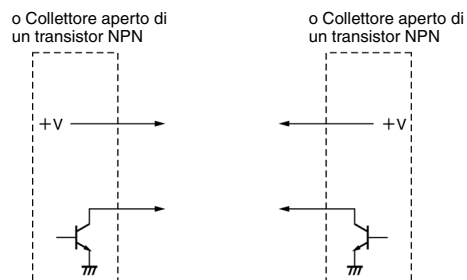 o Collettore aperto di
un transistor NPN
o Collettore aperto di
un transistor NPN
+V
+V